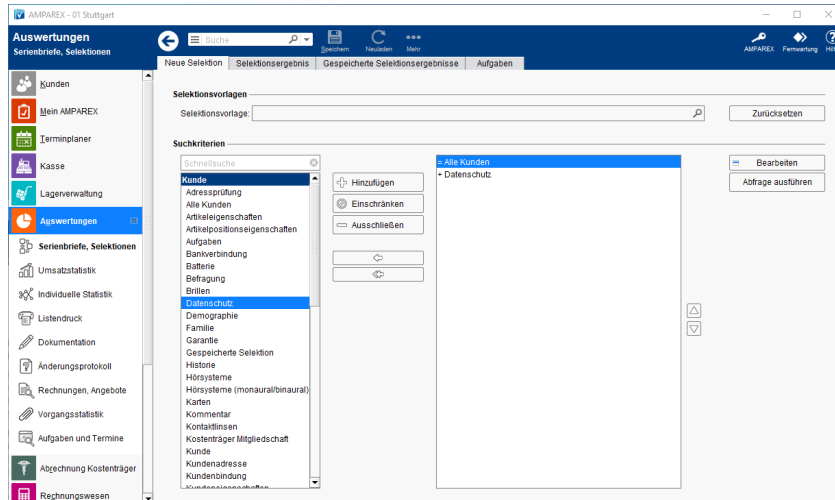 AMPAREX - 01 Stuttgart
Auswertungen
Serienbriefe, Selektionen
Suche
Speichern
Neuladen
Mehr
AMPAREX
Fernwartung
Neue Selektion
Selektionsergebnis
Gespeicherte Selektionsergebnisse
Aufgaben
Kunden
Mein AMPAREX
Terminplaner
Kasse
Lagerverwaltung
Auswertungen
Serienbriefe, Selektionen
Umsatzstatistik
Individuelle Statistik
Listendruck
Dokumentation
Änderungsprotokoll
Rechnungen, Angebote
Vorgangsstatistik
Aufgaben und Termine
Abrechnung Kostenträger
Rechnungswesen
Selektionsvorlagen
Selektionsvorlage:
Zurücksetzen
Suchkriterien
Schnellsuche
Kunde
Adressprüfung
Alle Kunden
Artikeleigenschaften
Artikelpositionseigenschaften
Aufgaben
Bankverbindung
Batterie
Befragung
Brillen
Datenschutz
Demographie
Familie
Garantie
Gespeicherte Selektion
Historie
Hörsysteme
Hörsysteme (monaural/binaural)
Karten
Kommentar
Kontaktlinsen
Kostenträger Mitgliedschaft
Kunde
Kundenadresse
Kundenbindung
Kundeneigenschaften
Hinzufügen
Einschränken
Ausschließen
= Alle Kunden
+ Datenschutz
Bearbeiten
Abfrage ausführen